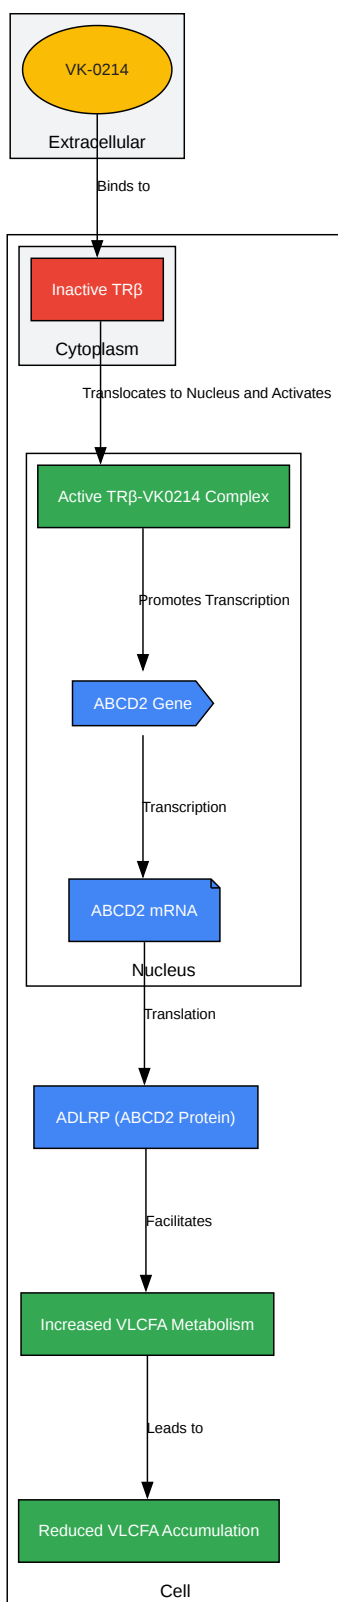 VK-0214
Extracellular
Binds to
Inactive TRβ
Cytoplasm
Translocates to Nucleus and Activates
Active TRβ-VK0214 Complex
Promotes Transcription
ABCD2 Gene
Transcription
ABCD2 mRNA
Nucleus
Translation
ADLRP (ABCD2 Protein)
Facilitates
Increased VLCFA Metabolism
Leads to
Reduced VLCFA Accumulation
Cell